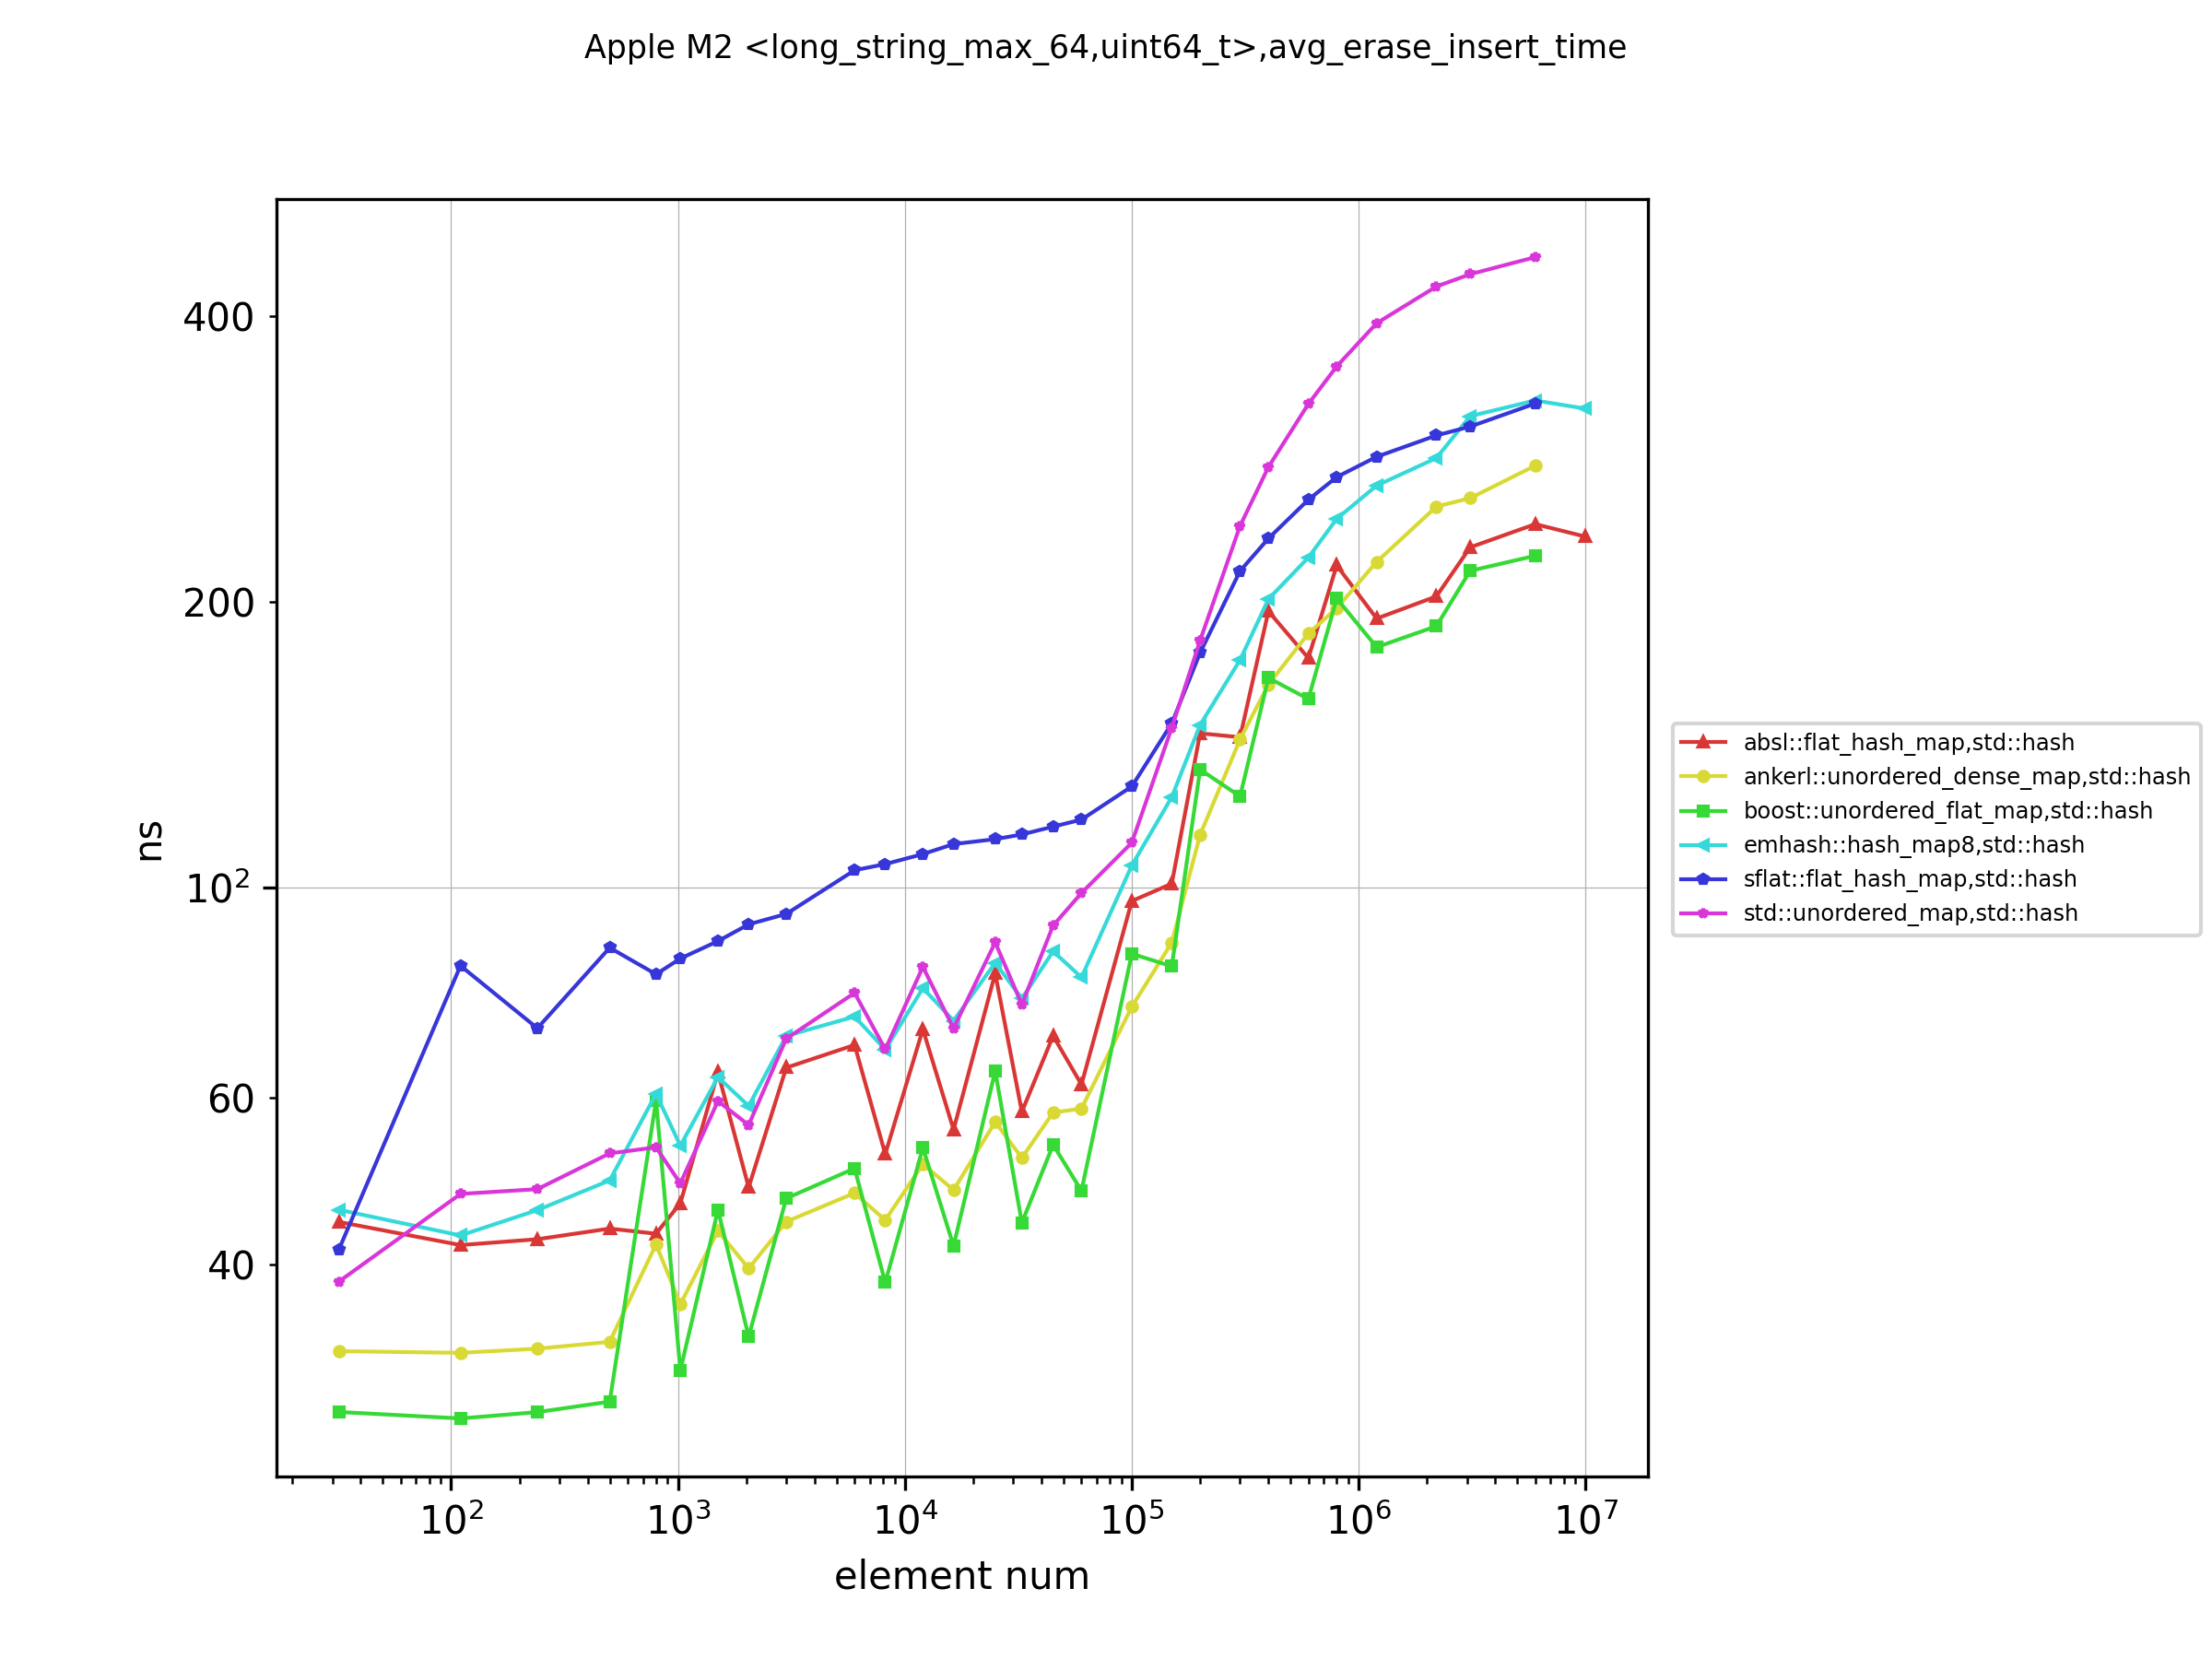 Apple M2 <long_string_max_64,uint64_t>,avg_erase_insert_time
400
200
10²
60
40
ns
10² 10³ 10⁴ 10⁵ 10⁶ 10⁷
element num
absl::flat_hash_map,std::hash
ankerl::unordered_dense_map,std::hash
boost::unordered_flat_map,std::hash
emhash::hash_map8,std::hash
sflat::flat_hash_map,std::hash
std::unordered_map,std::hash